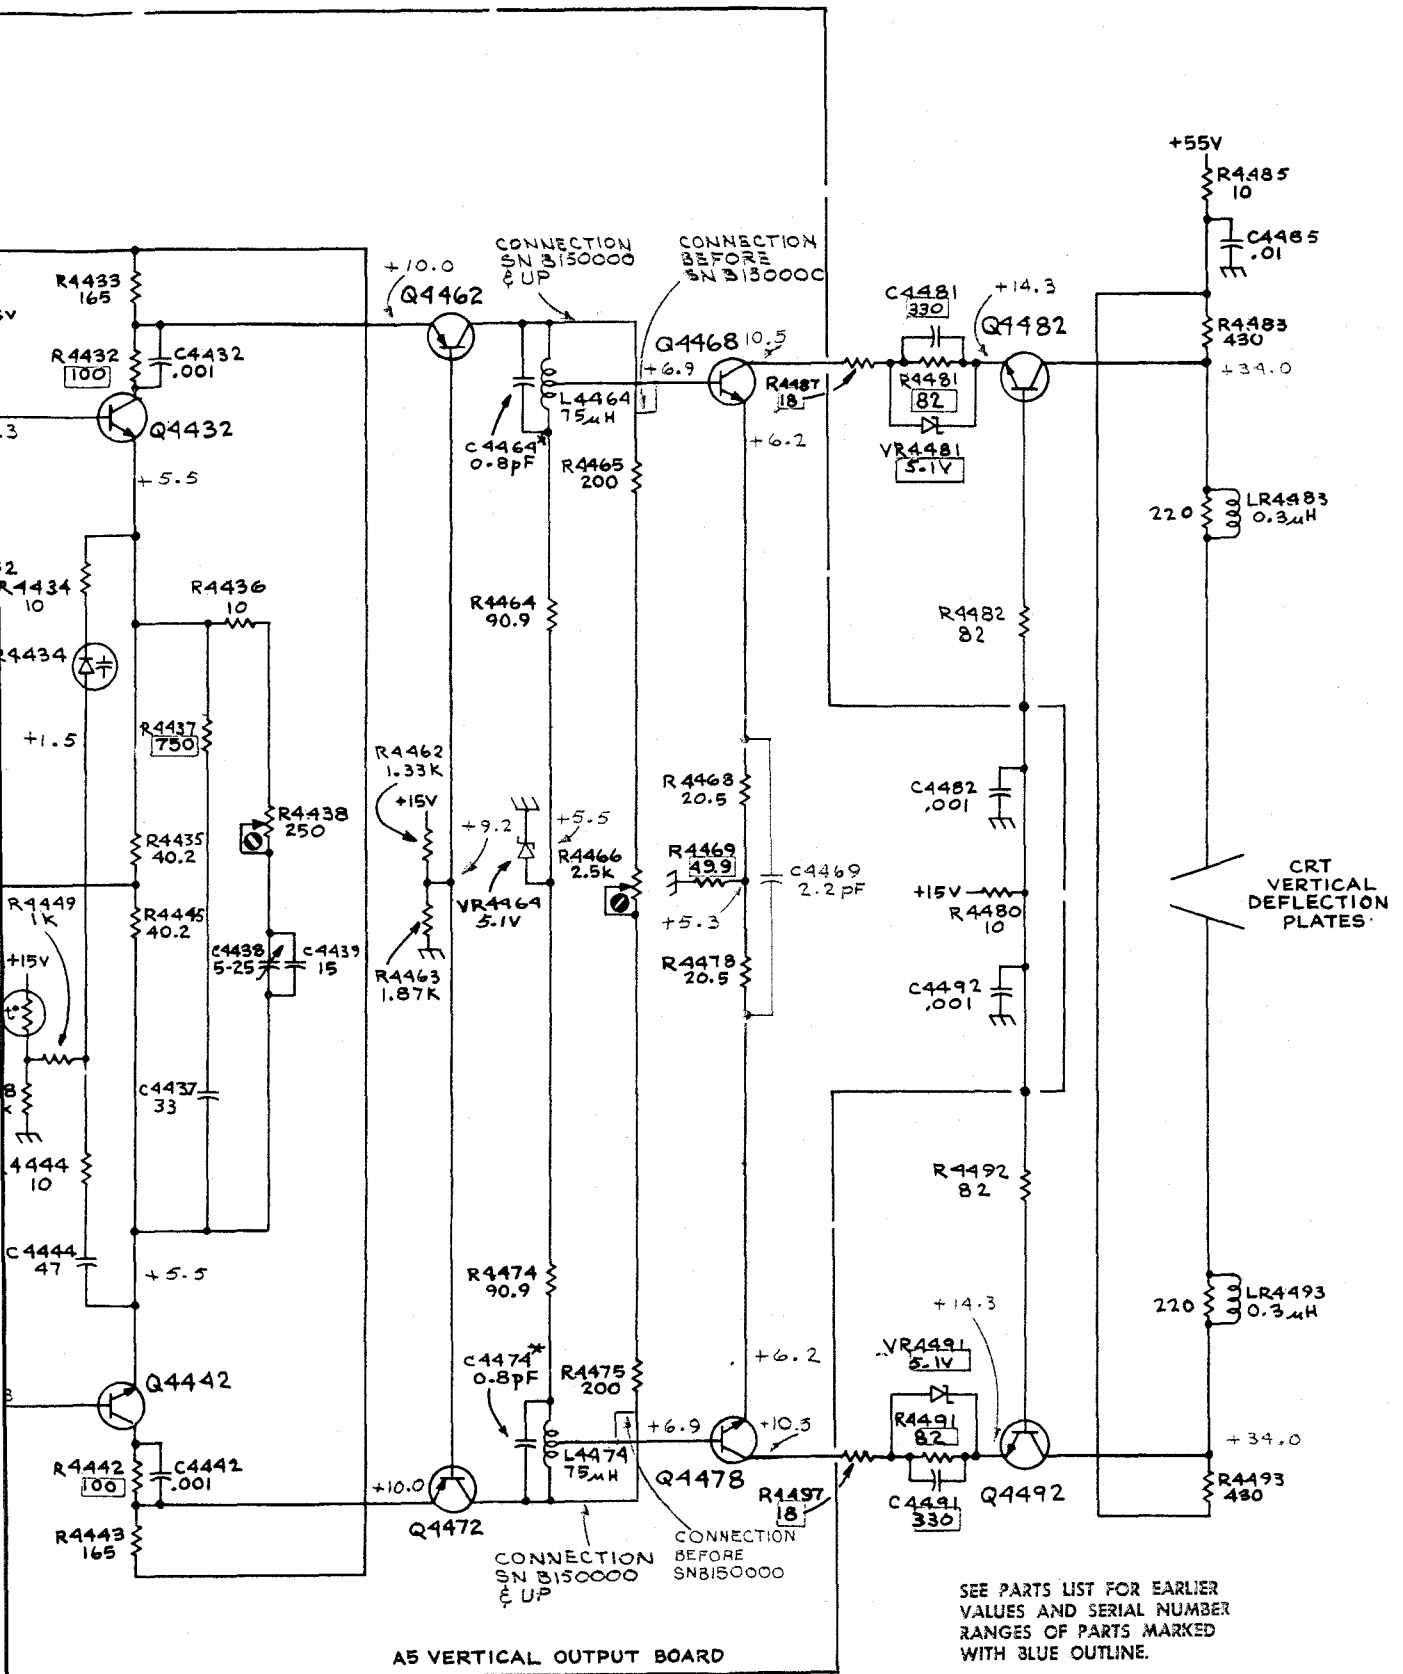 +55V
R4485
10
C4485
.01
CONNECTION
SN B150000
& UP
CONNECTION
BEFORE
SN B150000
R4433
165
+10.0
Q4462
C4481
330
+14.3
Q4482
R4483
430
R4432
100
C4432
.001
Q4468
10.5
+34.0
+6.9
R4487
18
R4481
82
L4464
75µH
Q4432
C4464*
0.8pF
+6.2
VR4481
5.1V
+5.5
R4465
200
220
LR4483
0.3µH
R4434
10
R4436
10
R4464
90.9
R4482
82
4434
+1.5
R4437
750
R4462
1.33K
+15V
R4468
20.5
C4482
.001
R4438
250
+9.2
+5.5
R4435
40.2
R4466
2.5K
R4469
49.9
C4469
2.2pF
CRT
VERTICAL
DEFLECTION
PLATES
R4449
1K
VR4464
5.1V
+15V
R4480
10
R4445
40.2
+5.3
+15V
C4438
5-25
C4439
15
R4463
1.87K
R4478
20.5
C4492
.001
t°
C4437
33
4444
10
R4492
82
C4444
47
+5.5
R4474
90.9
220
LR4493
0.3µH
+14.3
C4474*
0.8pF
R4475
200
+6.2
VR4491
5.1V
Q4442
+6.9
+10.5
R4491
82
+34.0
L4474
75µH
Q4478
R4442
100
C4442
.001
+10.0
R4497
18
C4491
330
Q4492
R4493
430
R4443
165
Q4472
CONNECTION
SN B150000
& UP
CONNECTION
BEFORE
SN B150000
SEE PARTS LIST FOR EARLIER
VALUES AND SERIAL NUMBER
RANGES OF PARTS MARKED
WITH BLUE OUTLINE.
A5 VERTICAL OUTPUT BOARD